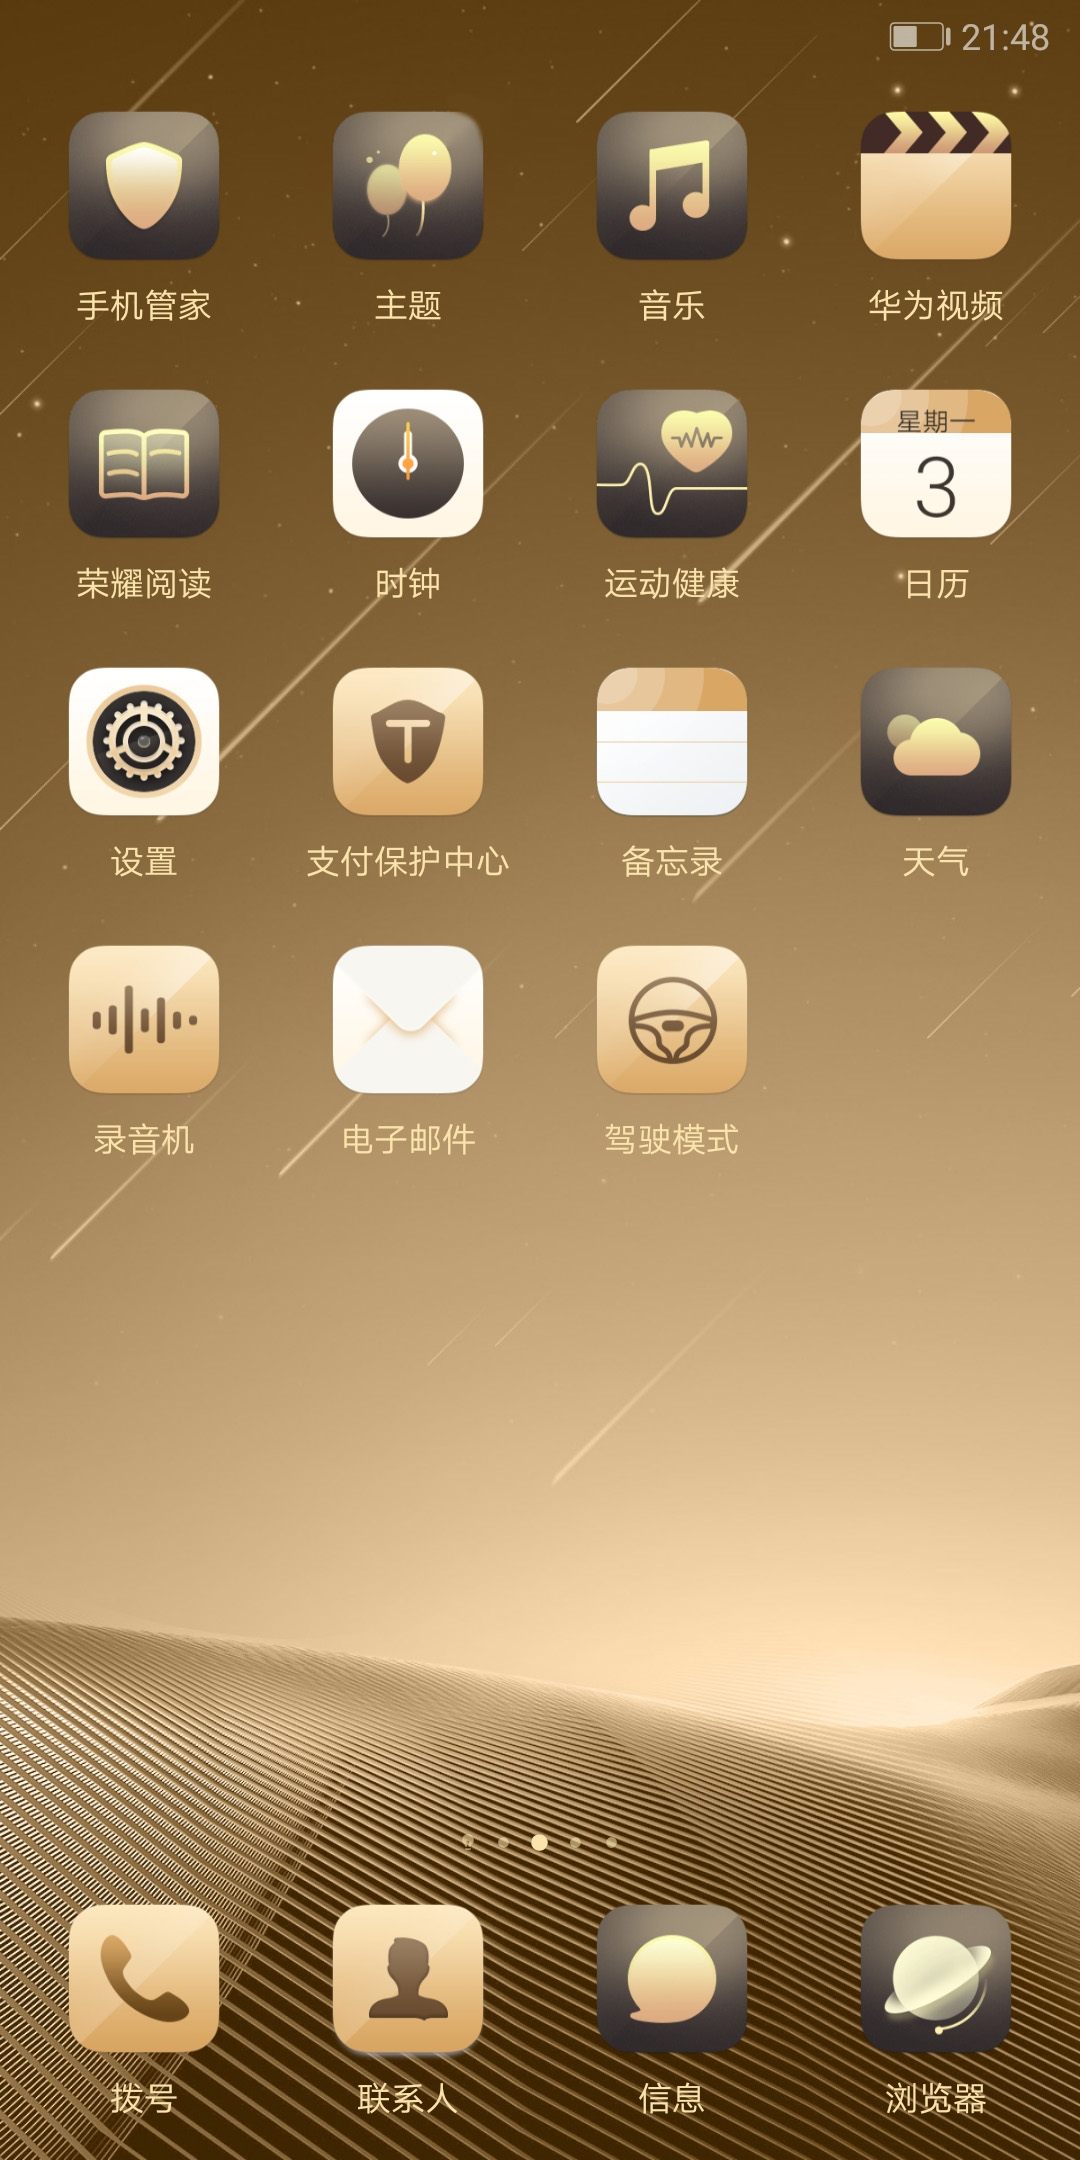 21:48
手机管家
主题
音乐
华为视频
荣耀阅读
时钟
运动健康
星期一
3
日历
设置
T
支付保护中心
备忘录
天气
录音机
电子邮件
驾驶模式
拨号
联系人
信息
浏览器